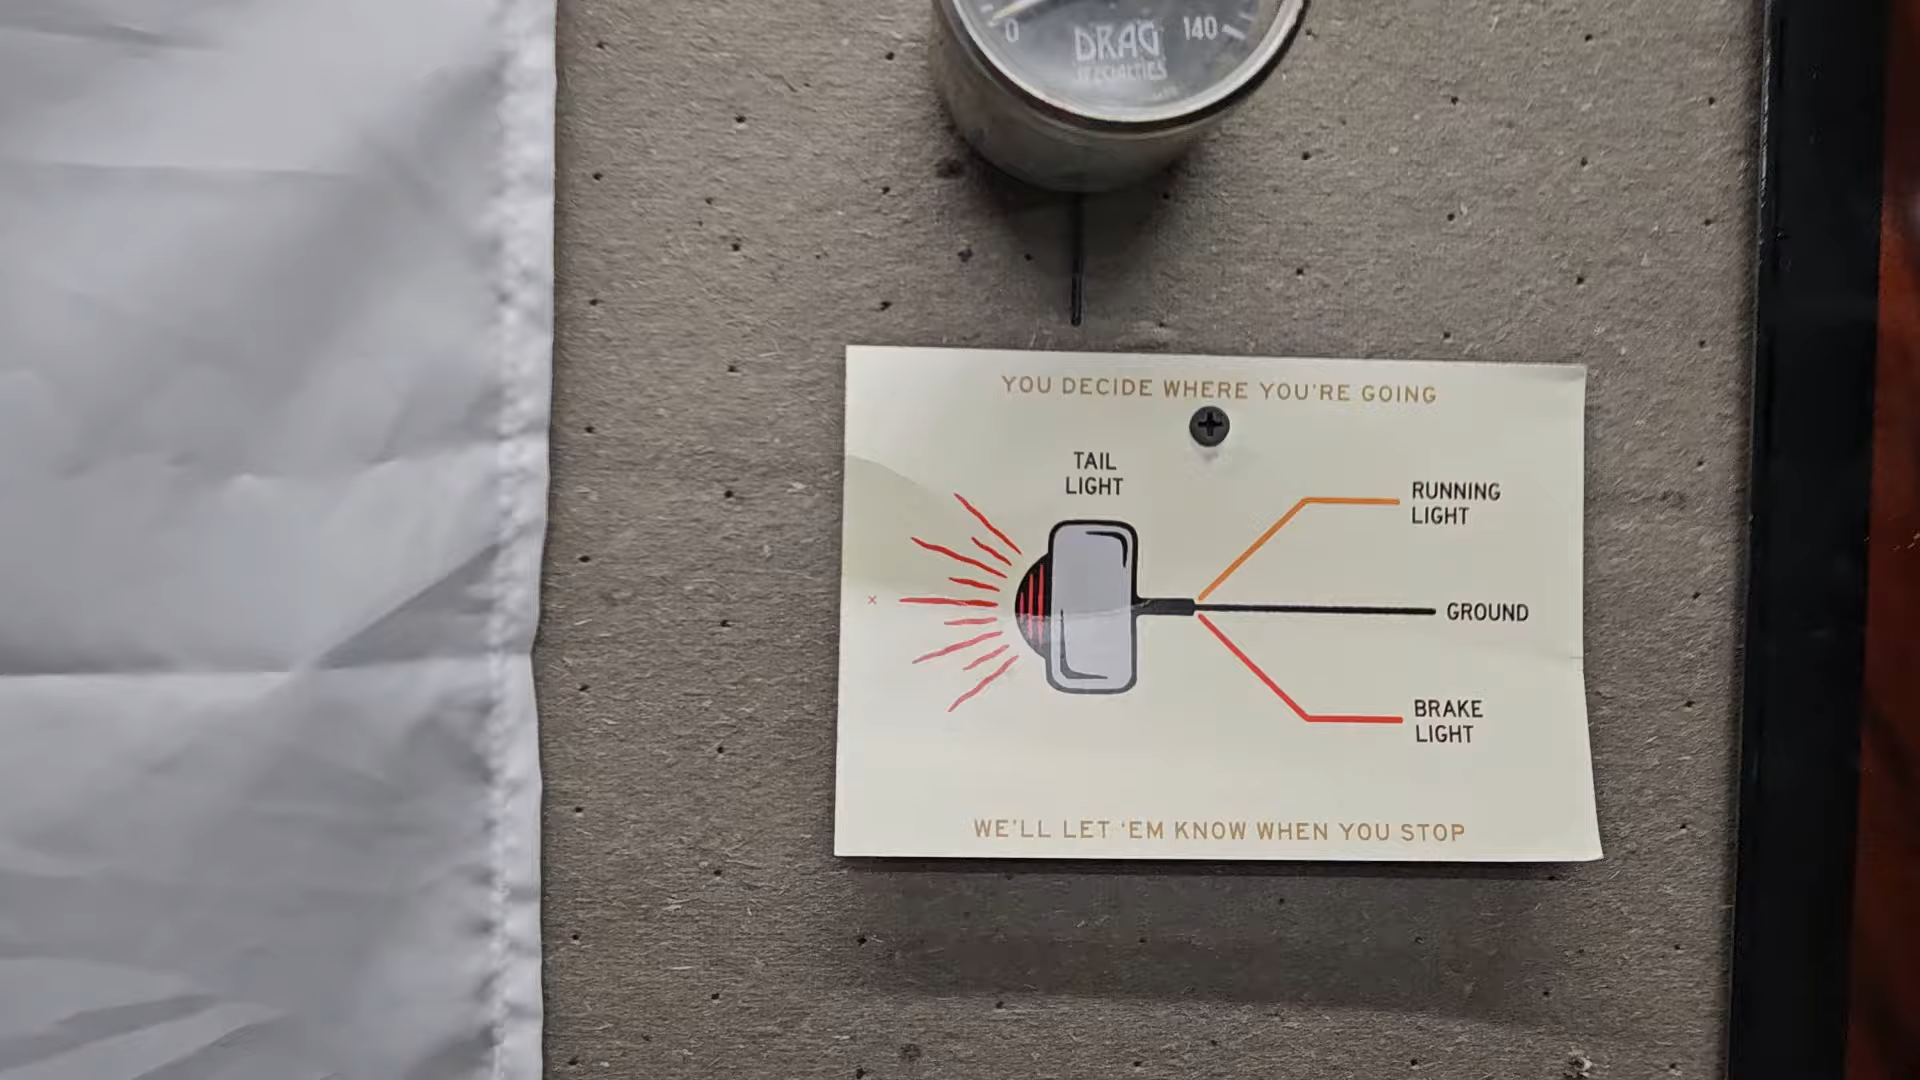 0 140
DRAG
SPECIALTIES
YOU DECIDE WHERE YOU'RE GOING
TAIL
LIGHT
RUNNING
LIGHT
GROUND
BRAKE
LIGHT
WE'LL LET 'EM KNOW WHEN YOU STOP